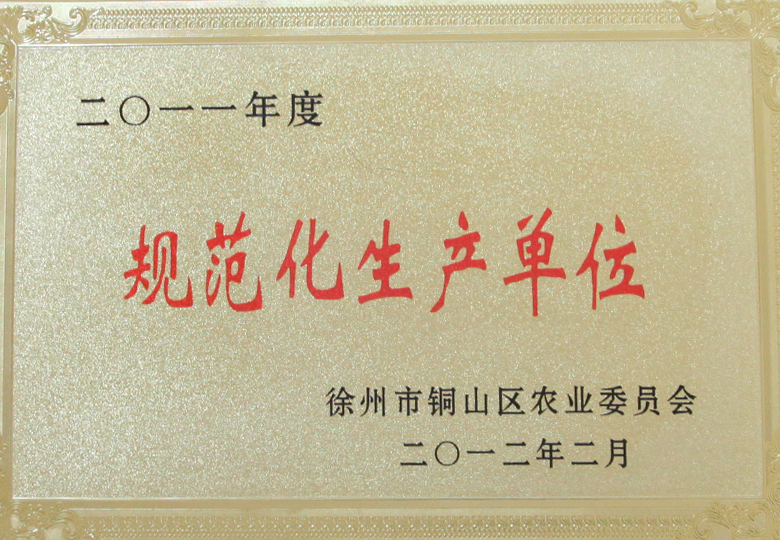 二〇一一年度
规范化生产单位
徐州市铜山区农业委员会
二〇一二年二月